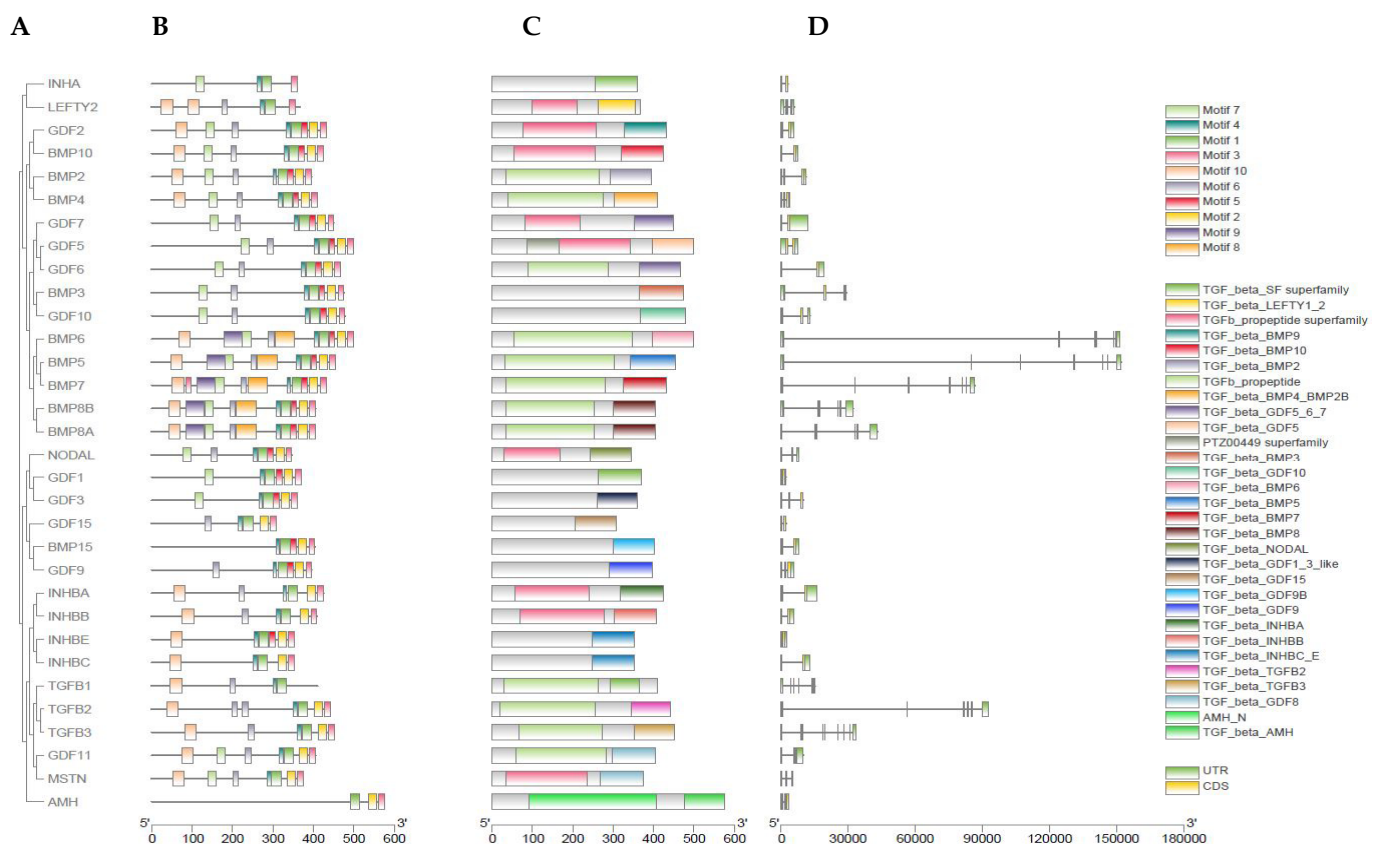 A B C D
INHA
LEFTY2
GDF2
BMP10
BMP2
BMP4
GDF7
GDF5
GDF6
BMP3
GDF10
BMP6
BMP5
BMP7
BMP8B
BMP8A
NODAL
GDF1
GDF3
GDF15
BMP15
GDF9
INHBA
INHBB
INHBE
INHBC
TGFB1
TGFB2
TGFB3
GDF11
MSTN
AMH
5' 3'
0 100 200 300 400 500 600
5' 3'
0 100 200 300 400 500 600
5' 3'
0 30000 60000 90000 120000 150000 180000
Motif 7
Motif 4
Motif 1
Motif 3
Motif 10
Motif 6
Motif 5
Motif 2
Motif 9
Motif 8
TGF_beta_SF superfamily
TGF_beta_LEFTY1_2
TGFb_propeptide superfamily
TGF_beta_BMP9
TGF_beta_BMP10
TGF_beta_BMP2
TGFb_propeptide
TGF_beta_BMP4_BMP2B
TGF_beta_GDF5_6_7
TGF_beta_GDF5
PTZ00449 superfamily
TGF_beta_BMP3
TGF_beta_GDF10
TGF_beta_BMP6
TGF_beta_BMP5
TGF_beta_BMP7
TGF_beta_BMP8
TGF_beta_NODAL
TGF_beta_GDF1_3_like
TGF_beta_GDF15
TGF_beta_GDF9B
TGF_beta_GDF9
TGF_beta_INHBA
TGF_beta_INHBB
TGF_beta_INHBC_E
TGF_beta_TGFB2
TGF_beta_TGFB3
TGF_beta_GDF8
AMH_N
TGF_beta_AMH
UTR
CDS